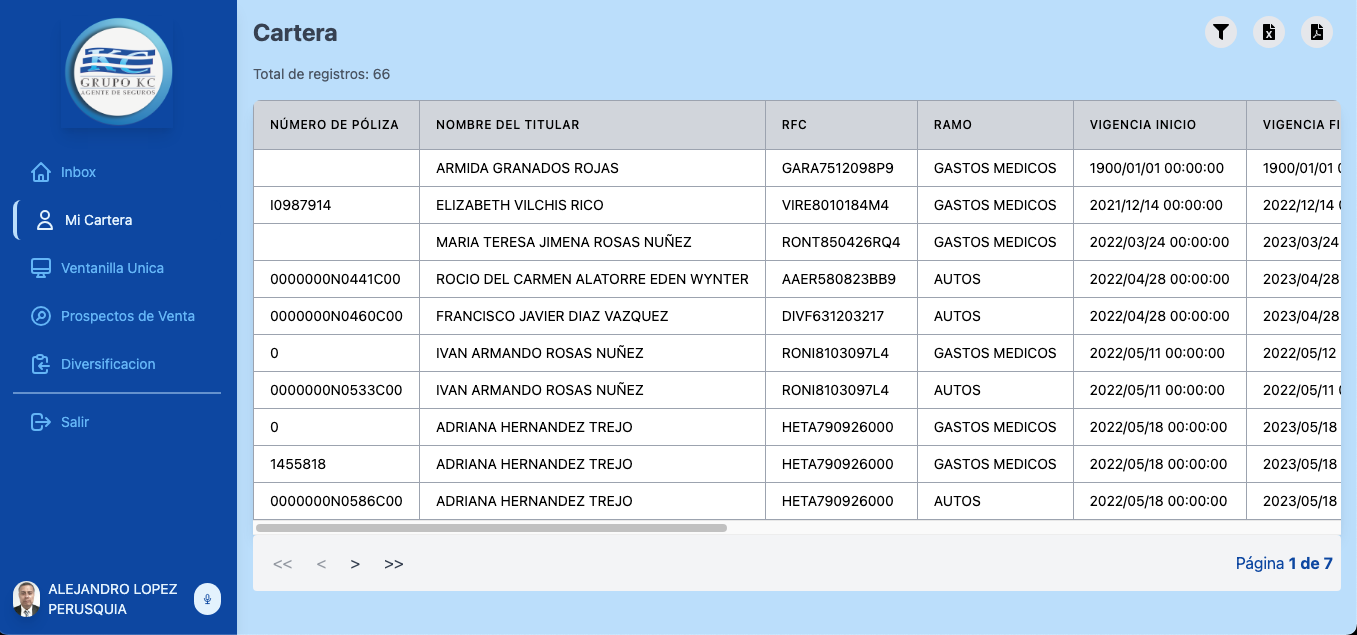 KC
GRUPO KC
AGENTE DE SEGUROS
Inbox
Mi Cartera
Ventanilla Unica
Prospectos de Venta
Diversificacion
Salir
ALEJANDRO LOPEZ
PERUSQUIA
Cartera
Total de registros: 66
NÚMERO DE PÓLIZA NOMBRE DEL TITULAR RFC RAMO VIGENCIA INICIO VIGENCIA FI
ARMIDA GRANADOS ROJAS GARA7512098P9 GASTOS MEDICOS 1900/01/01 00:00:00 1900/01/01 0
I0987914 ELIZABETH VILCHIS RICO VIRE8010184M4 GASTOS MEDICOS 2021/12/14 00:00:00 2022/12/14 0
MARIA TERESA JIMENA ROSAS NUÑEZ RONT850426RQ4 GASTOS MEDICOS 2022/03/24 00:00:00 2023/03/24
0000000N0441C00 ROCIO DEL CARMEN ALATORRE EDEN WYNTER AAER580823BB9 AUTOS 2022/04/28 00:00:00 2023/04/28
0000000N0460C00 FRANCISCO JAVIER DIAZ VAZQUEZ DIVF631203217 AUTOS 2022/04/28 00:00:00 2023/04/28
0 IVAN ARMANDO ROSAS NUÑEZ RONI8103097L4 GASTOS MEDICOS 2022/05/11 00:00:00 2022/05/12
0000000N0533C00 IVAN ARMANDO ROSAS NUÑEZ RONI8103097L4 AUTOS 2022/05/11 00:00:00 2022/05/11 0
0 ADRIANA HERNANDEZ TREJO HETA790926000 GASTOS MEDICOS 2022/05/18 00:00:00 2023/05/18
1455818 ADRIANA HERNANDEZ TREJO HETA790926000 GASTOS MEDICOS 2022/05/18 00:00:00 2023/05/18
0000000N0586C00 ADRIANA HERNANDEZ TREJO HETA790926000 AUTOS 2022/05/18 00:00:00 2023/05/18
<< < > >> Página 1 de 7